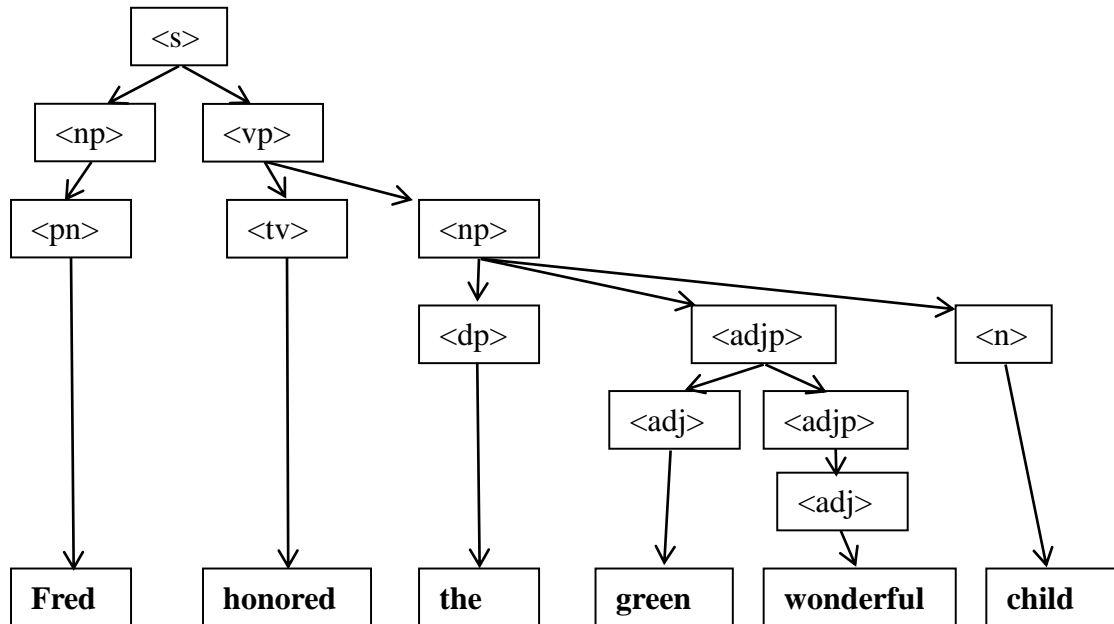 <s>
<np> <vp>
<pn> <tv> <np>
<dp> <adjp> <n>
<adj> <adjp>
<adj>
Fred honored the green wonderful child